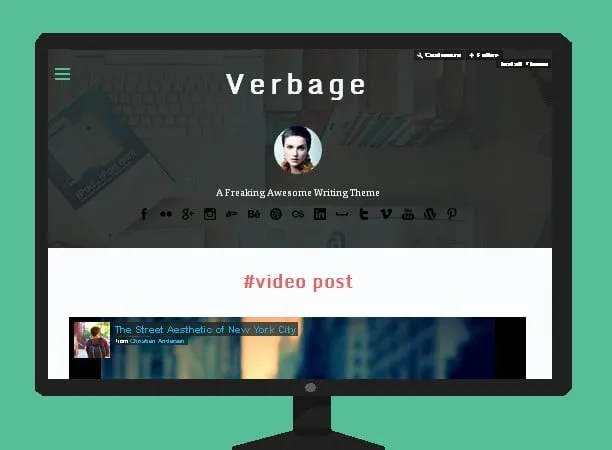 Customize + Follow
Install Theme
Verbage
A Freaking Awesome Writing Theme
#video post
The Street Aesthetic of New York City
from Christian Andersen